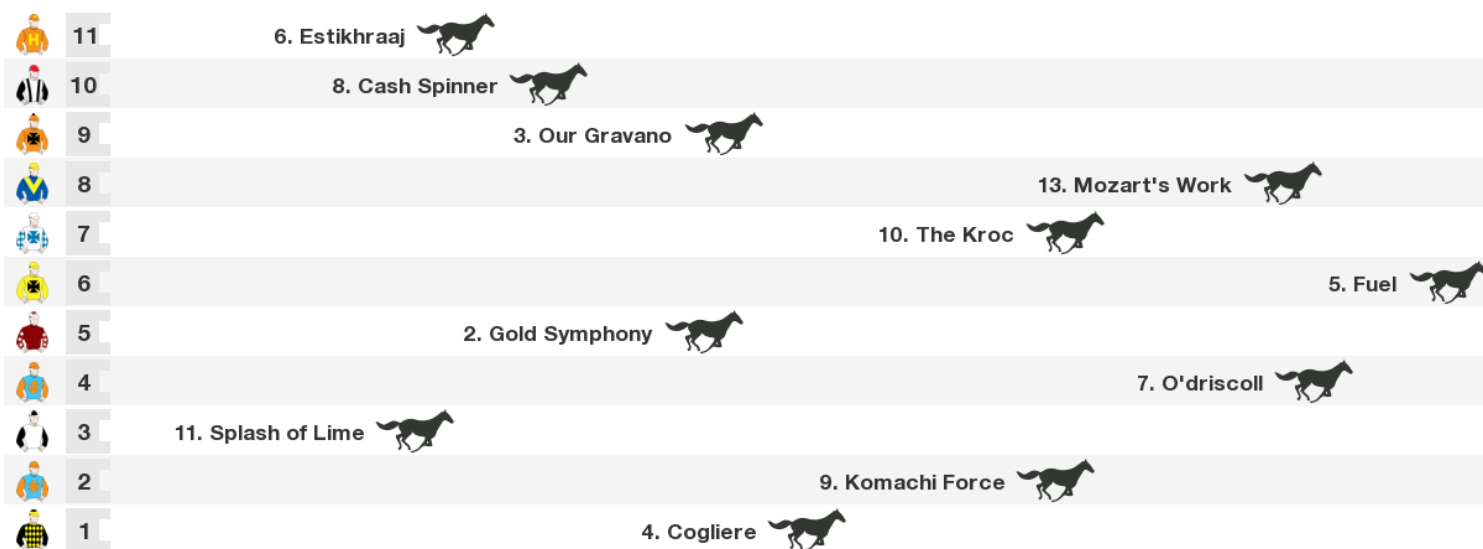 11 6. Estikhraaj
10 8. Cash Spinner
9 3. Our Gravano
8 13. Mozart's Work
7 10. The Kroc
6 5. Fuel
5 2. Gold Symphony
4 7. O'driscoll
3 11. Splash of Lime
2 9. Komachi Force
1 4. Cogliere